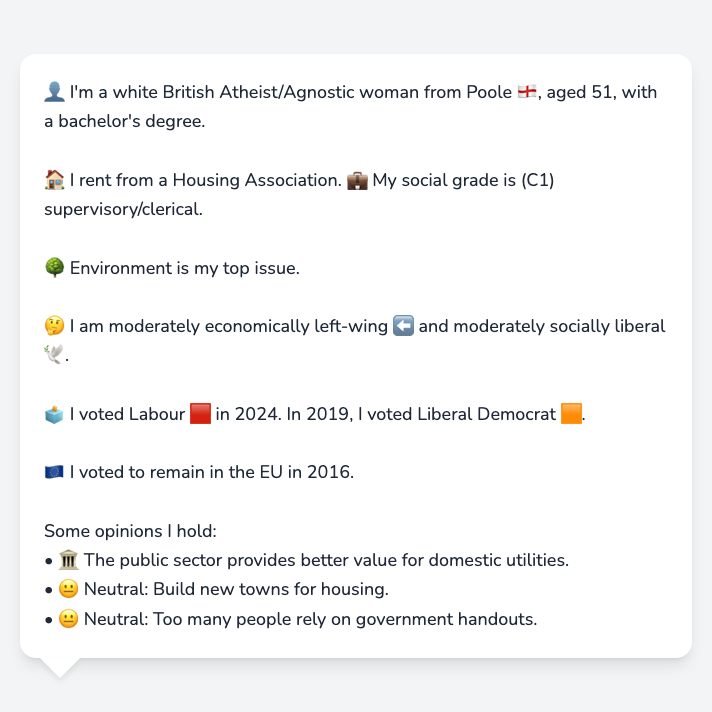 👤 I'm a white British Atheist/Agnostic woman from Poole 🏴󠁧󠁢󠁥󠁮󠁧󠁿, aged 51, with
a bachelor's degree.
🏠 I rent from a Housing Association. 💼 My social grade is (C1)
supervisory/clerical.
🌳 Environment is my top issue.
🤔 I am moderately economically left-wing ⬅️ and moderately socially liberal
🕊️.
🗳️ I voted Labour 🟥 in 2024. In 2019, I voted Liberal Democrat 🟧.
🇪🇺 I voted to remain in the EU in 2016.
Some opinions I hold:
• 🏛️ The public sector provides better value for domestic utilities.
• 😐 Neutral: Build new towns for housing.
• 😐 Neutral: Too many people rely on government handouts.